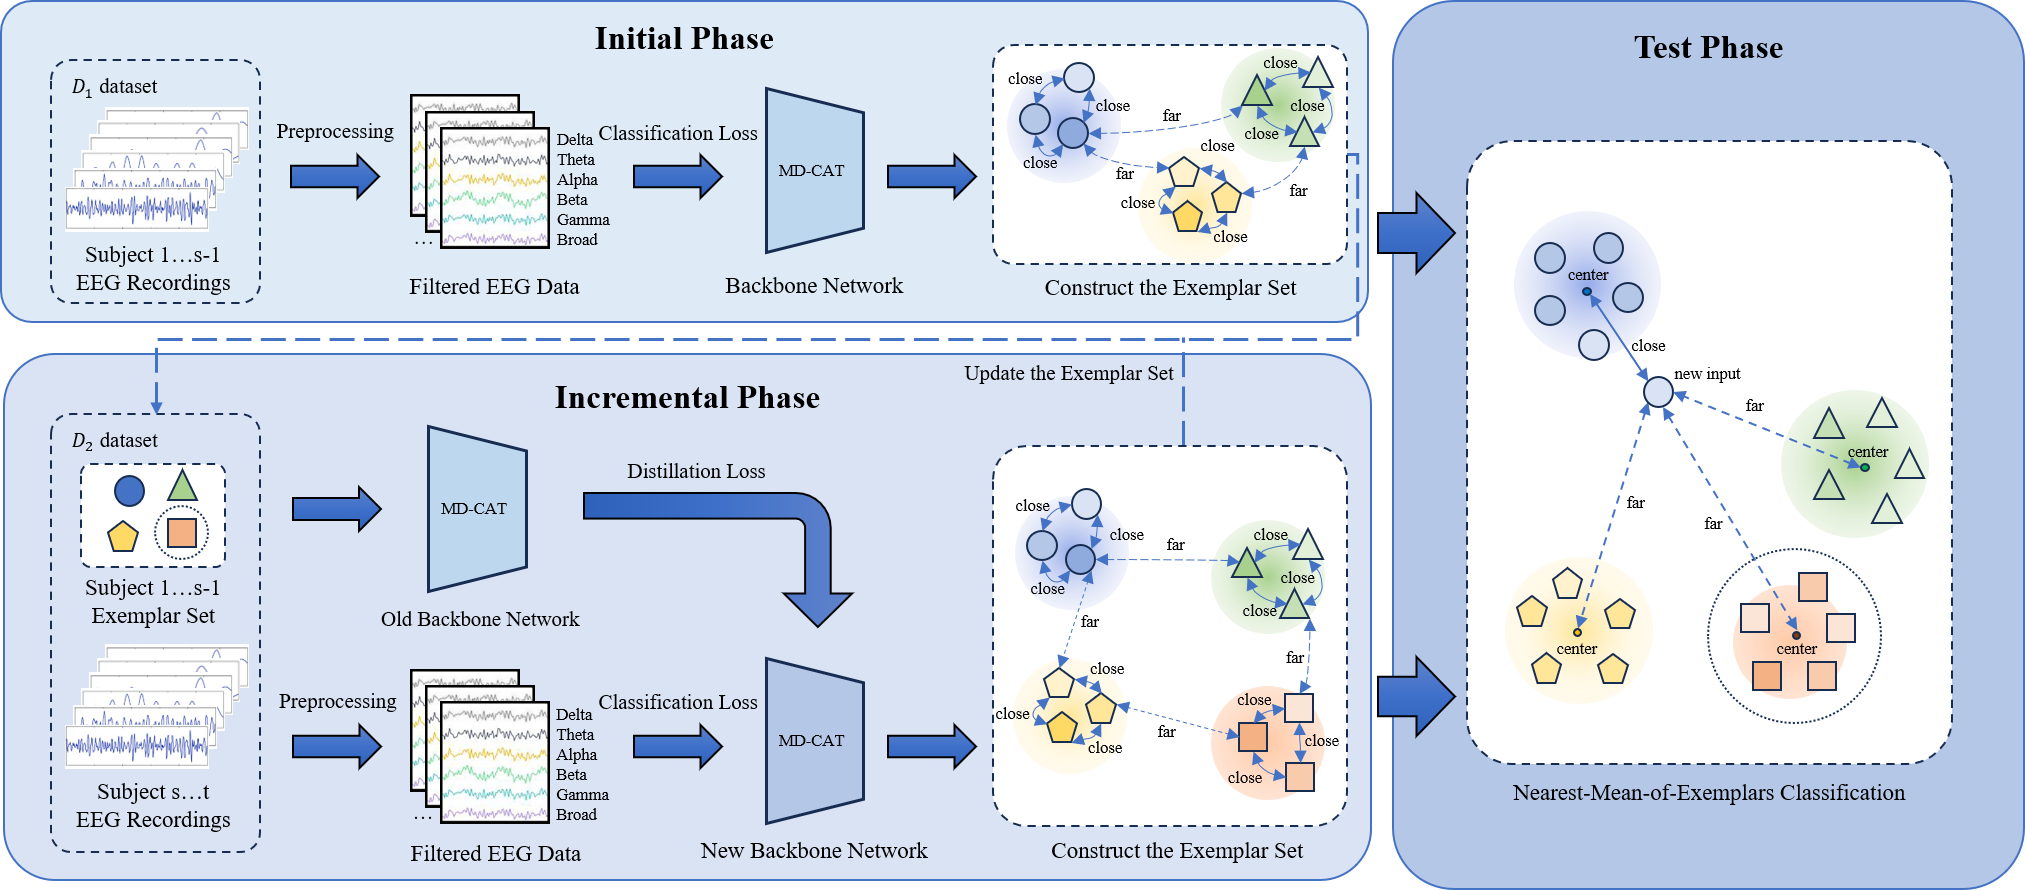 Initial Phase
D1 dataset
Subject 1…s-1
EEG Recordings
Preprocessing
Delta
Theta
Alpha
Beta
Gamma
Broad
…
Filtered EEG Data
Classification Loss
MD-CAT
Backbone Network
close
close
close
far
far
close
close
close
close
close
close
far
Construct the Exemplar Set
Incremental Phase
Update the Exemplar Set
D2 dataset
Subject 1…s-1
Exemplar Set
Subject s…t
EEG Recordings
MD-CAT
Old Backbone Network
Distillation Loss
Preprocessing
Delta
Theta
Alpha
Beta
Gamma
Broad
…
Filtered EEG Data
Classification Loss
MD-CAT
New Backbone Network
close
close
close
far
close
close
close
far
far
close
close
close
far
close
close
close
Construct the Exemplar Set
Test Phase
center
close
new input
far
center
far
far
center
center
Nearest-Mean-of-Exemplars Classification